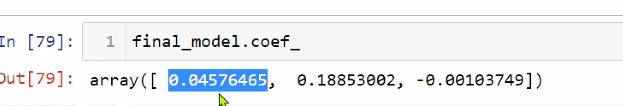 In [79]: 1 final_model.coef_
Out[79]: array([ 0.04576465, 0.18853002, -0.00103749])